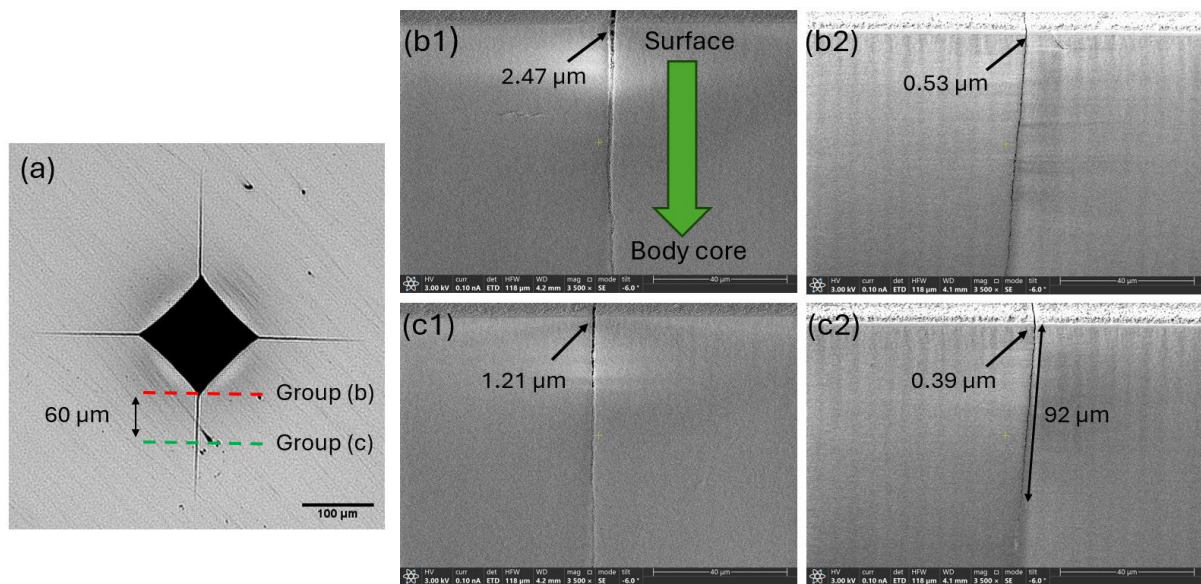 (a)
Group (b)
60 µm
Group (c)
100 µm
(b1)
Surface
2.47 µm
Body core
HV curr det HFW WD mag □ mode tilt
3.00 kV 0.10 nA ETD 118 µm 4.2 mm 3 500 × SE -6.0 °
40 µm
(b2)
0.53 µm
HV curr det HFW WD mag □ mode tilt
3.00 kV 0.10 nA ETD 118 µm 4.1 mm 3 500 × SE -6.0 °
40 µm
(c1)
1.21 µm
HV curr det HFW WD mag □ mode tilt
3.00 kV 0.10 nA ETD 118 µm 4.2 mm 3 500 × SE -6.0 °
40 µm
(c2)
0.39 µm
92 µm
HV curr det HFW WD mag □ mode tilt
3.00 kV 0.10 nA ETD 118 µm 4.1 mm 3 500 × SE -6.0 °
40 µm